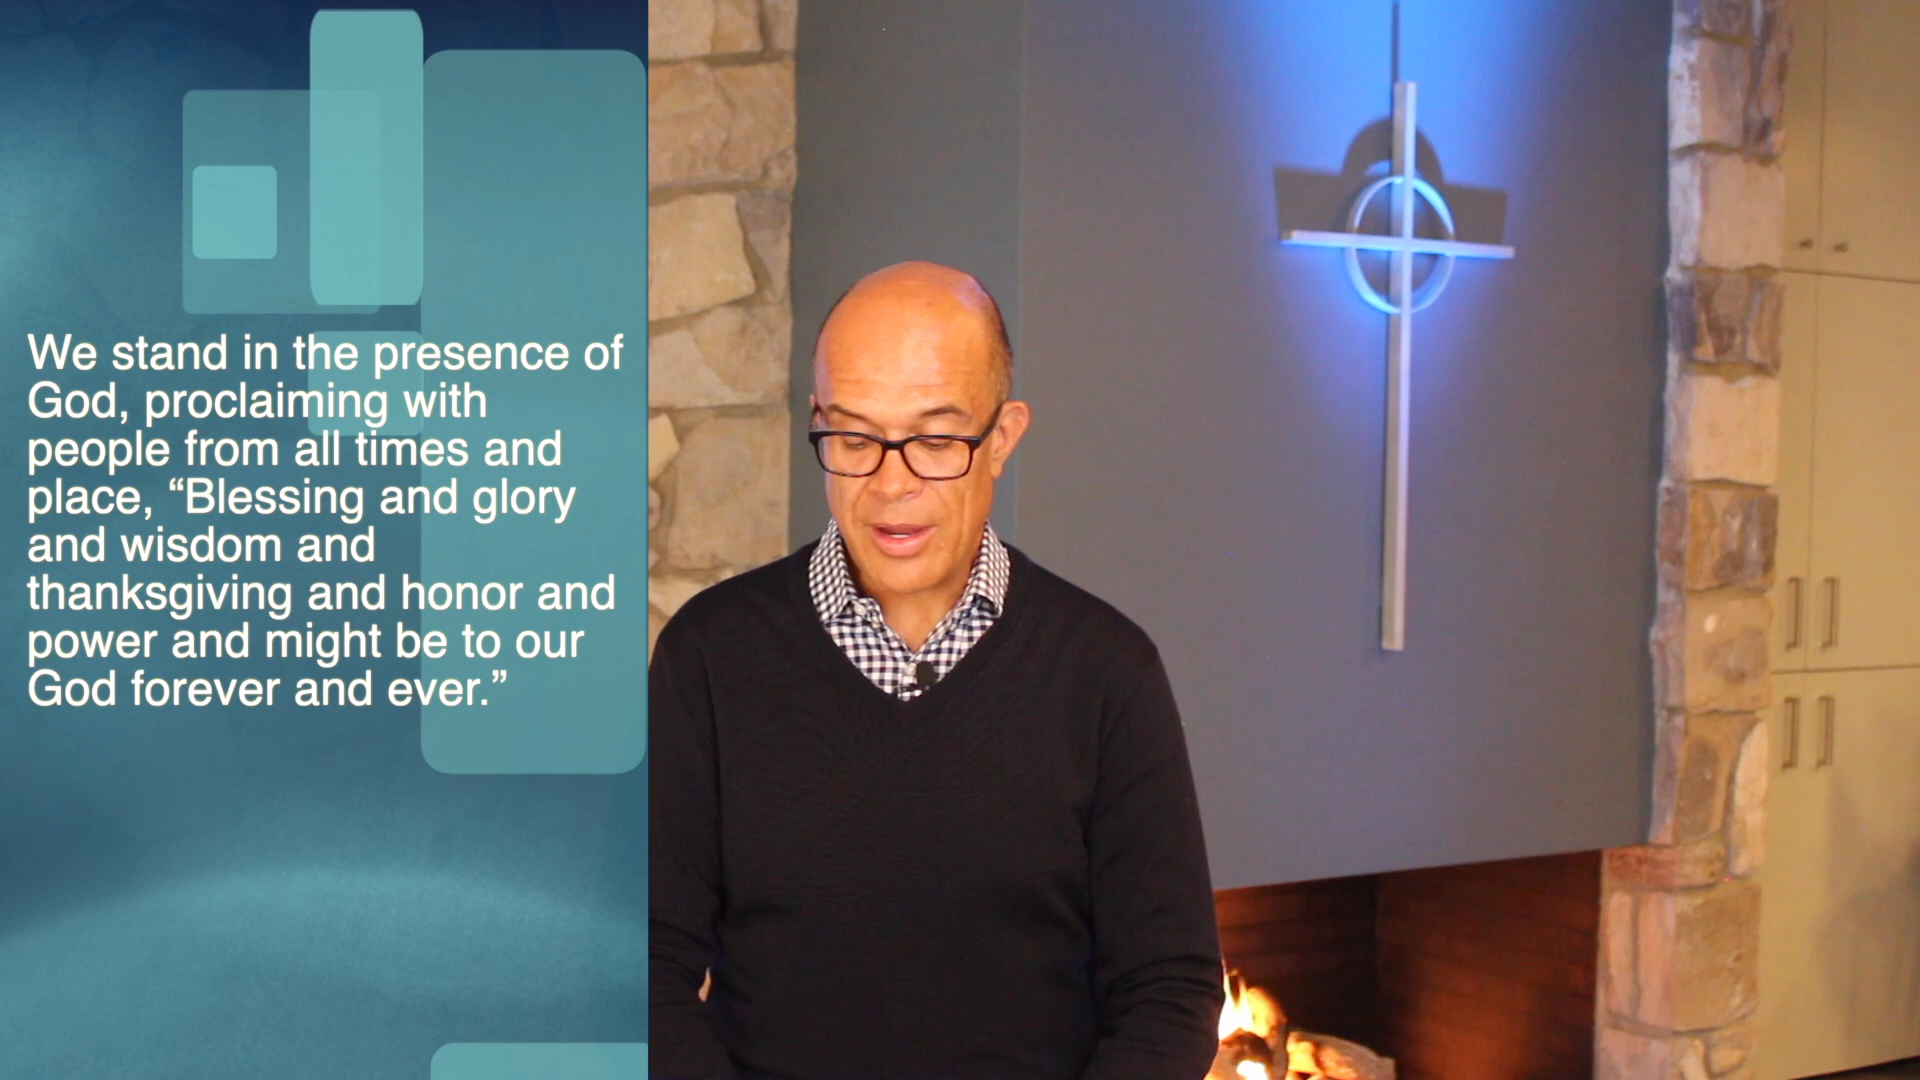 We stand in the presence of
God, proclaiming with
people from all times and
place, “Blessing and glory
and wisdom and
thanksgiving and honor and
power and might be to our
God forever and ever.”